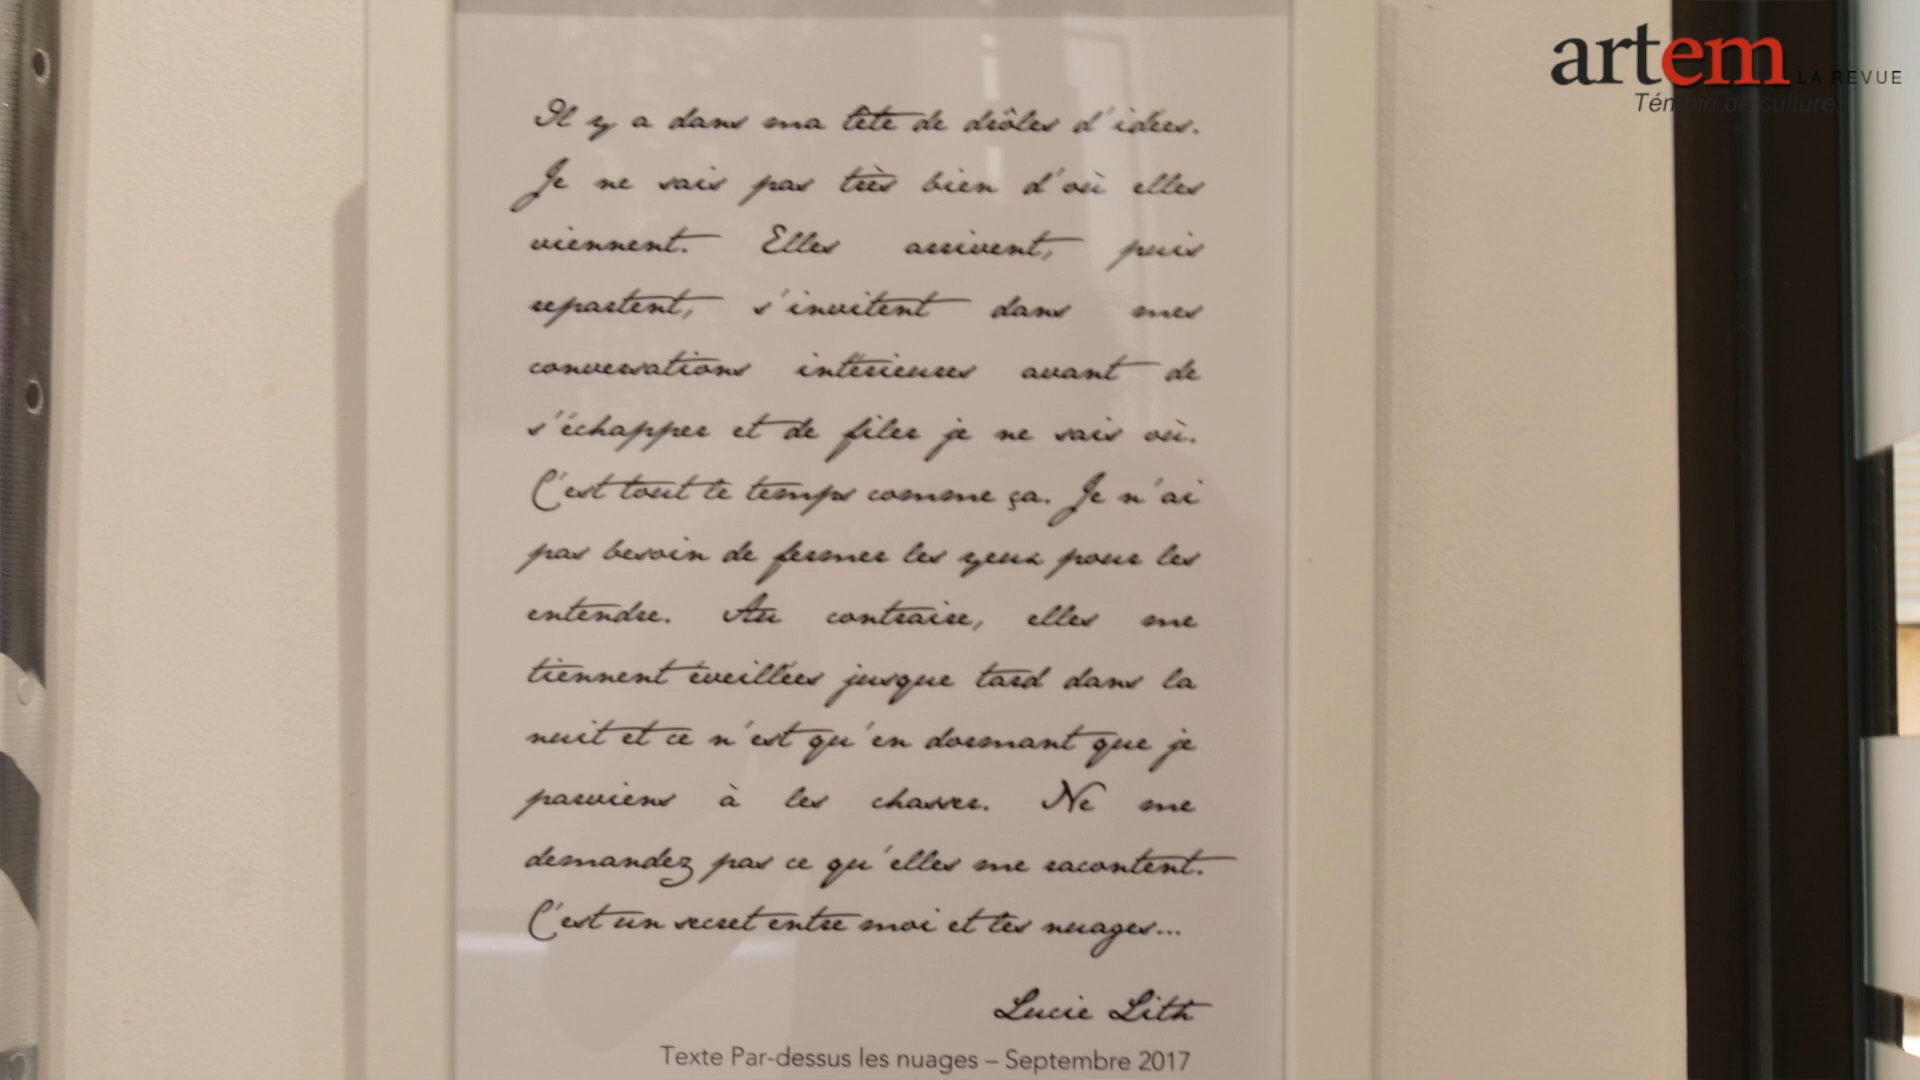 artem LA REVUE
Témoin de culture
Il y a dans ma tête de drôles d'idées.
Je ne sais pas très bien d'où elles
viennent. Elles arrivent, puis
repartent, s'invitent dans mes
conversations intérieures avant de
s'échapper et de filer je ne sais où.
C'est tout le temps comme ça. Je n'ai
pas besoin de fermer les yeux pour les
entendre. Au contraire, elles me
tiennent éveillées jusque tard dans la
nuit et ce n'est qu'en dormant que je
parviens à les chasser. Ne me
demandez pas ce qu'elles me racontent.
C'est un secret entre moi et les nuages...
Lucie Lith
Texte Par-dessus les nuages – Septembre 2017